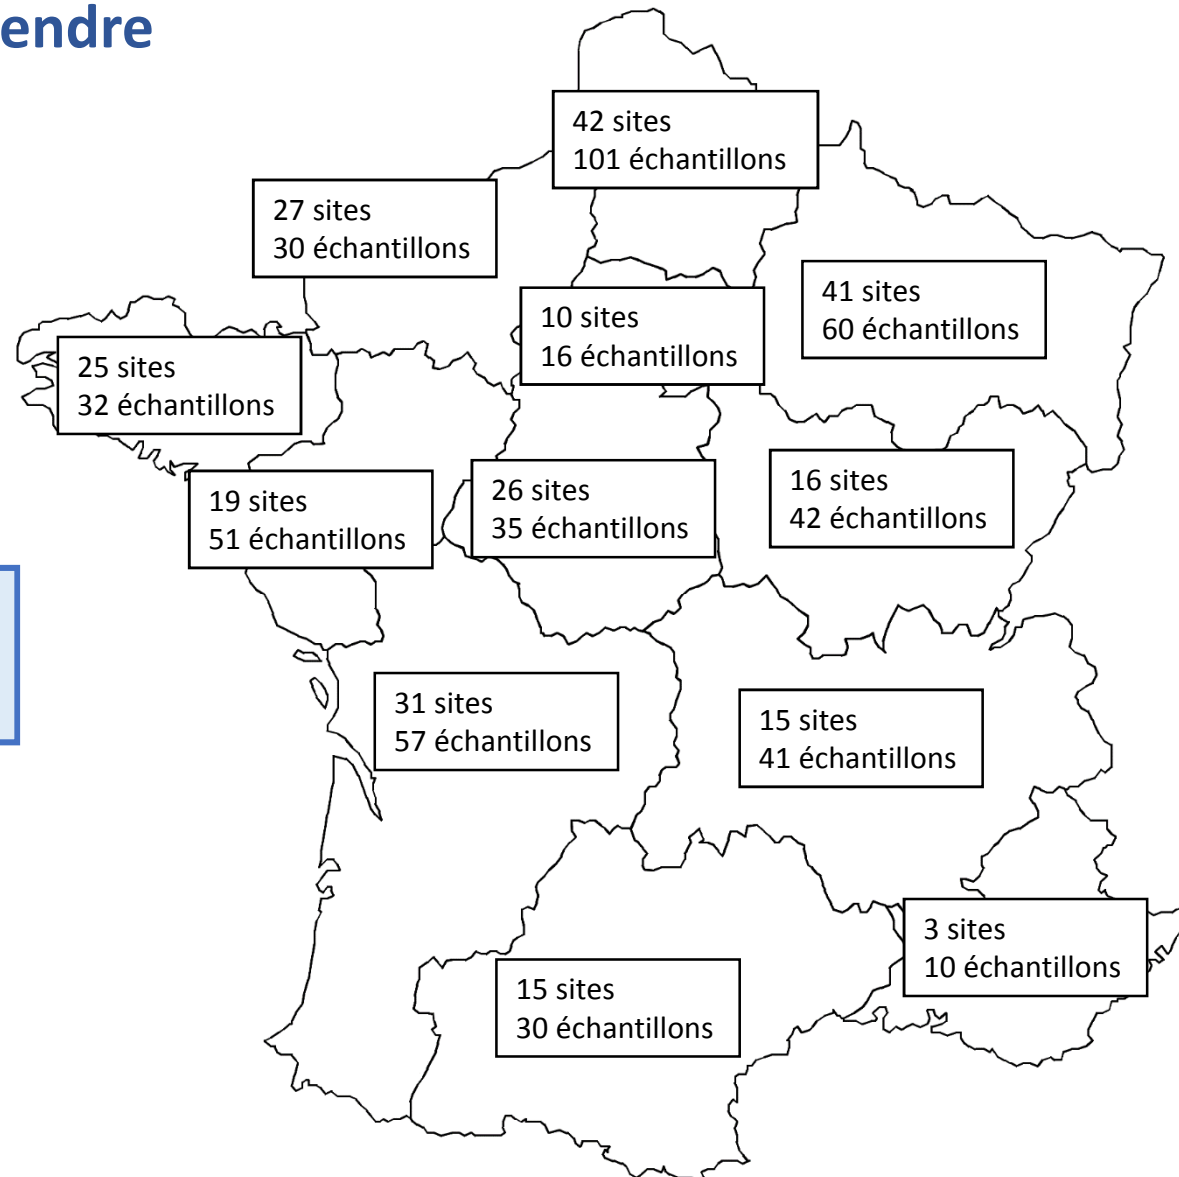 endre
42 sites
101 échantillons
27 sites
30 échantillons
41 sites
60 échantillons
10 sites
16 échantillons
25 sites
32 échantillons
16 sites
42 échantillons
26 sites
35 échantillons
19 sites
51 échantillons
31 sites
57 échantillons
15 sites
41 échantillons
3 sites
10 échantillons
15 sites
30 échantillons